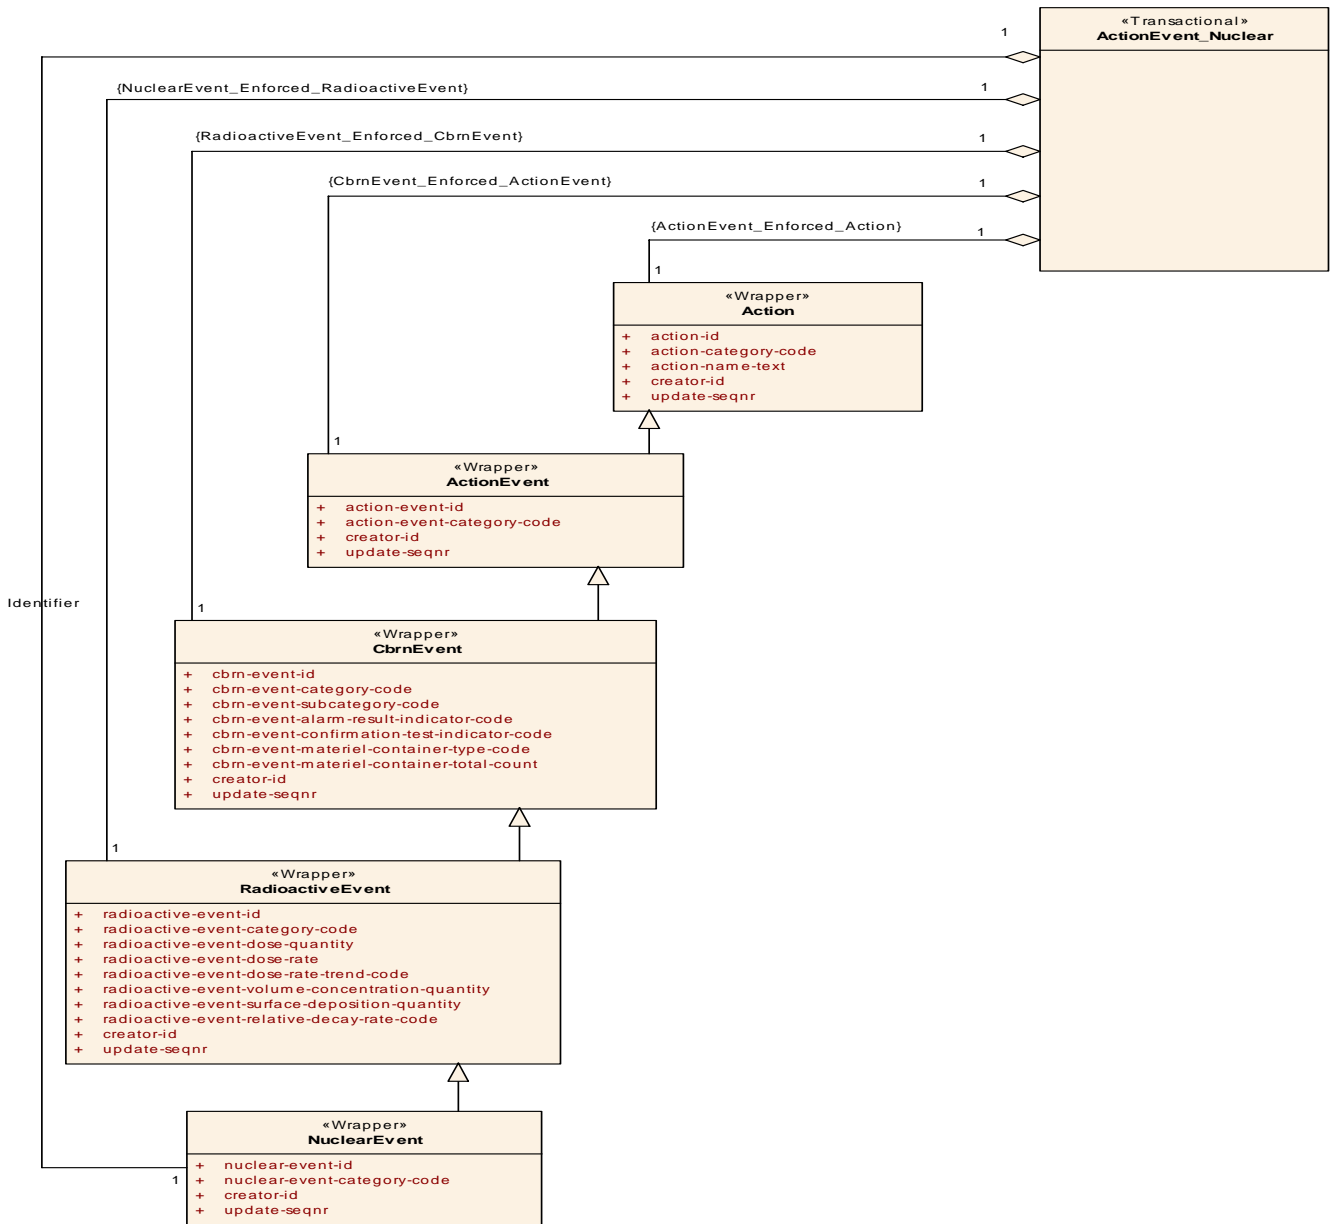 «Transactional»
ActionEvent_Nuclear
1
{NuclearEvent_Enforced_RadioactiveEvent}
1
{RadioactiveEvent_Enforced_CbrnEvent}
1
{CbrnEvent_Enforced_ActionEvent}
1
{ActionEvent_Enforced_Action}
1
1
«Wrapper»
Action
+ action-id
+ action-category-code
+ action-name-text
+ creator-id
+ update-seqnr
1
«Wrapper»
ActionEvent
+ action-event-id
+ action-event-category-code
+ creator-id
+ update-seqnr
Identifier
1
«Wrapper»
CbrnEvent
+ cbrn-event-id
+ cbrn-event-category-code
+ cbrn-event-subcategory-code
+ cbrn-event-alarm-result-indicator-code
+ cbrn-event-confirmation-test-indicator-code
+ cbrn-event-materiel-container-type-code
+ cbrn-event-materiel-container-total-count
+ creator-id
+ update-seqnr
1
«Wrapper»
RadioactiveEvent
+ radioactive-event-id
+ radioactive-event-category-code
+ radioactive-event-dose-quantity
+ radioactive-event-dose-rate
+ radioactive-event-dose-rate-trend-code
+ radioactive-event-volume-concentration-quantity
+ radioactive-event-surface-deposition-quantity
+ radioactive-event-relative-decay-rate-code
+ creator-id
+ update-seqnr
«Wrapper»
NuclearEvent
1
+ nuclear-event-id
+ nuclear-event-category-code
+ creator-id
+ update-seqnr